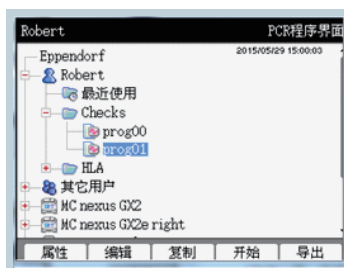 Robert PCR程序界面
Eppendorf 2015/05/29 15:00:03
Robert
最近使用
Checks
prog00
prog01
HLA
其它用户
MC nexus GX2
MC nexus GX2e right
属性 编辑 复制 开始 导出